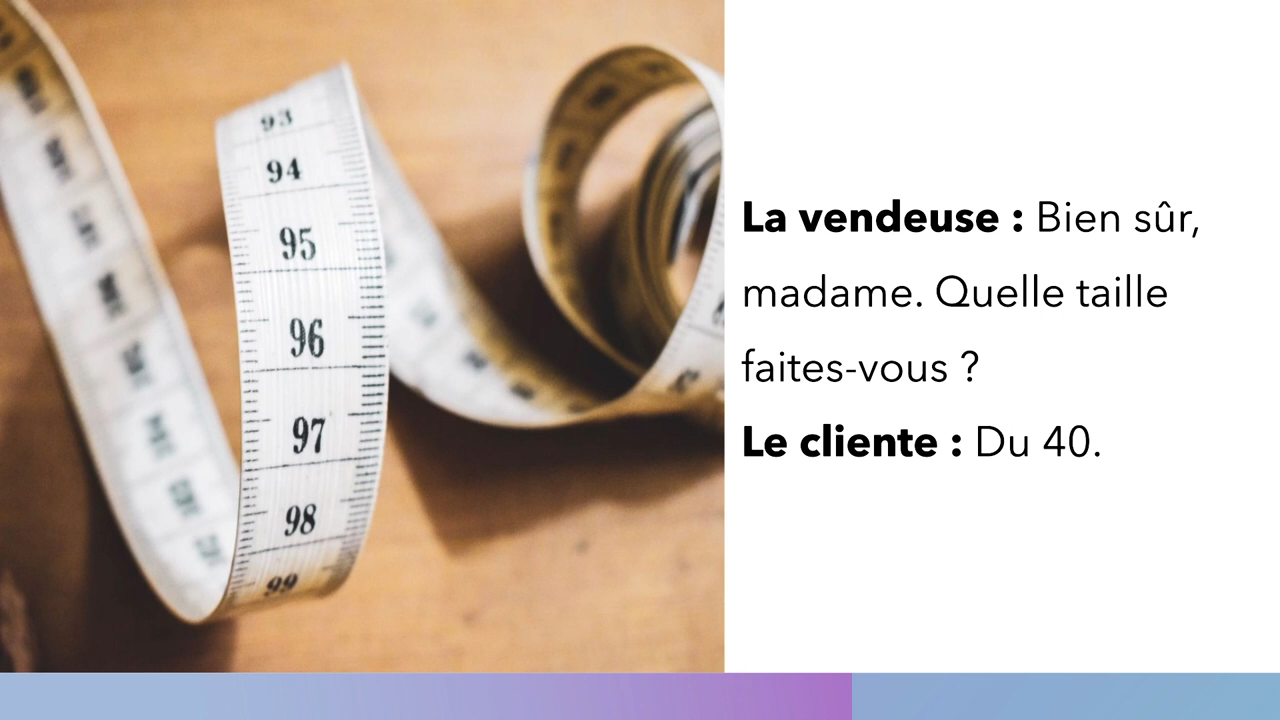 93
94
95
96
97
98
99
La vendeuse : Bien sûr,
madame. Quelle taille
faites-vous ?
Le cliente : Du 40.